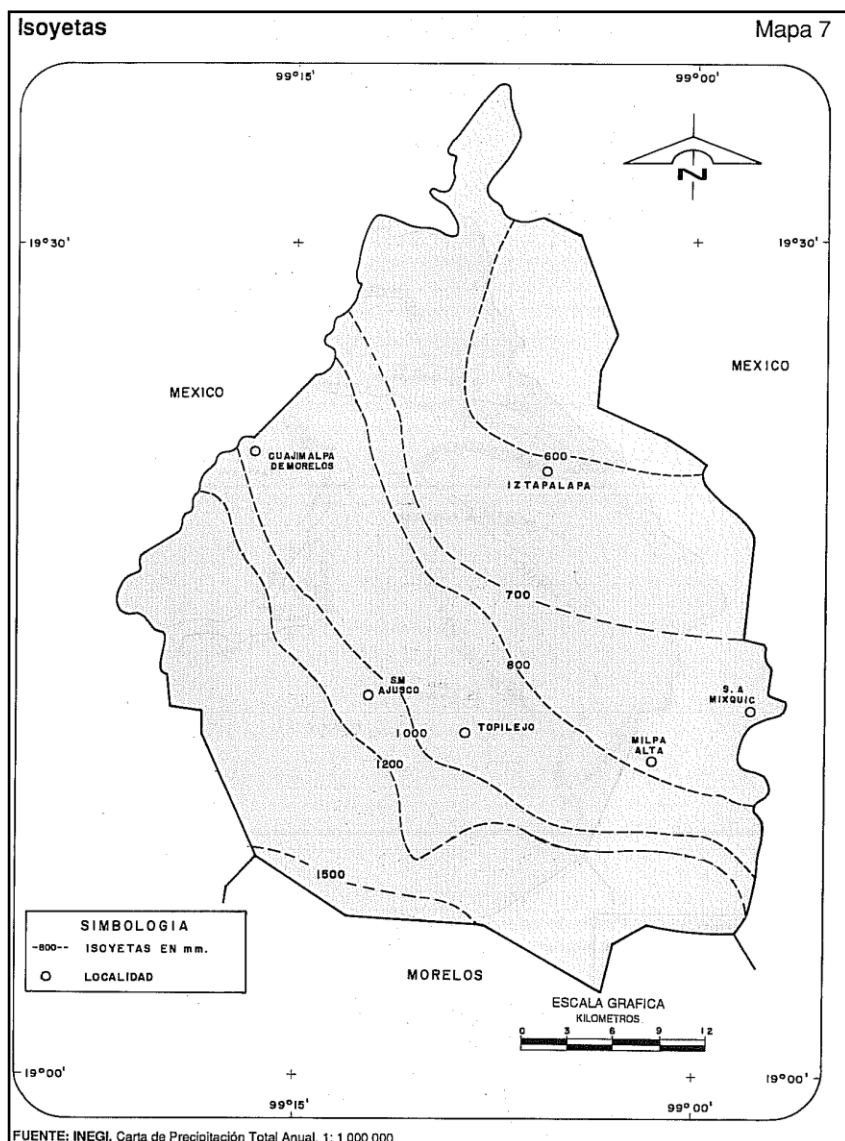 Isoyetas
Mapa 7
99°15'
99°00'
N
19°30'
19°30'
MEXICO
MEXICO
CUAJIMALPA
DE MORELOS
600
IZTAPALAPA
700
800
S.M
AJUSCO
S. A
MIXQUIC
1000
TOPILEJO
MILPA
ALTA
1200
1500
SIMBOLOGIA
-800-- ISOYETAS EN mm.
LOCALIDAD
MORELOS
ESCALA GRAFICA
KILOMETROS
0 3 6 9 12
19°00'
19°00'
99°15'
99°00'
FUENTE: INEGI. Carta de Precipitación Total Anual, 1: 1 000 000